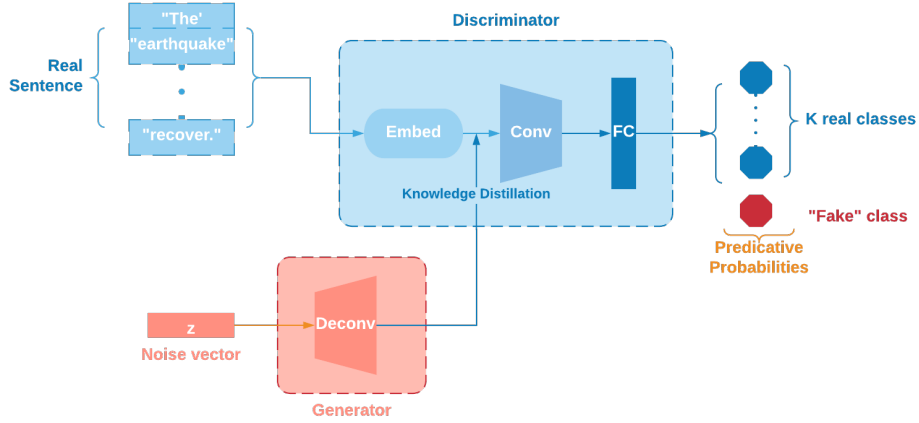 Discriminator
"The'
"earthquake"
"recover."
Real
Sentence
Embed
Conv
FC
Knowledge Distillation
K real classes
"Fake" class
Predicative
Probabilities
z
Noise vector
Deconv
Generator